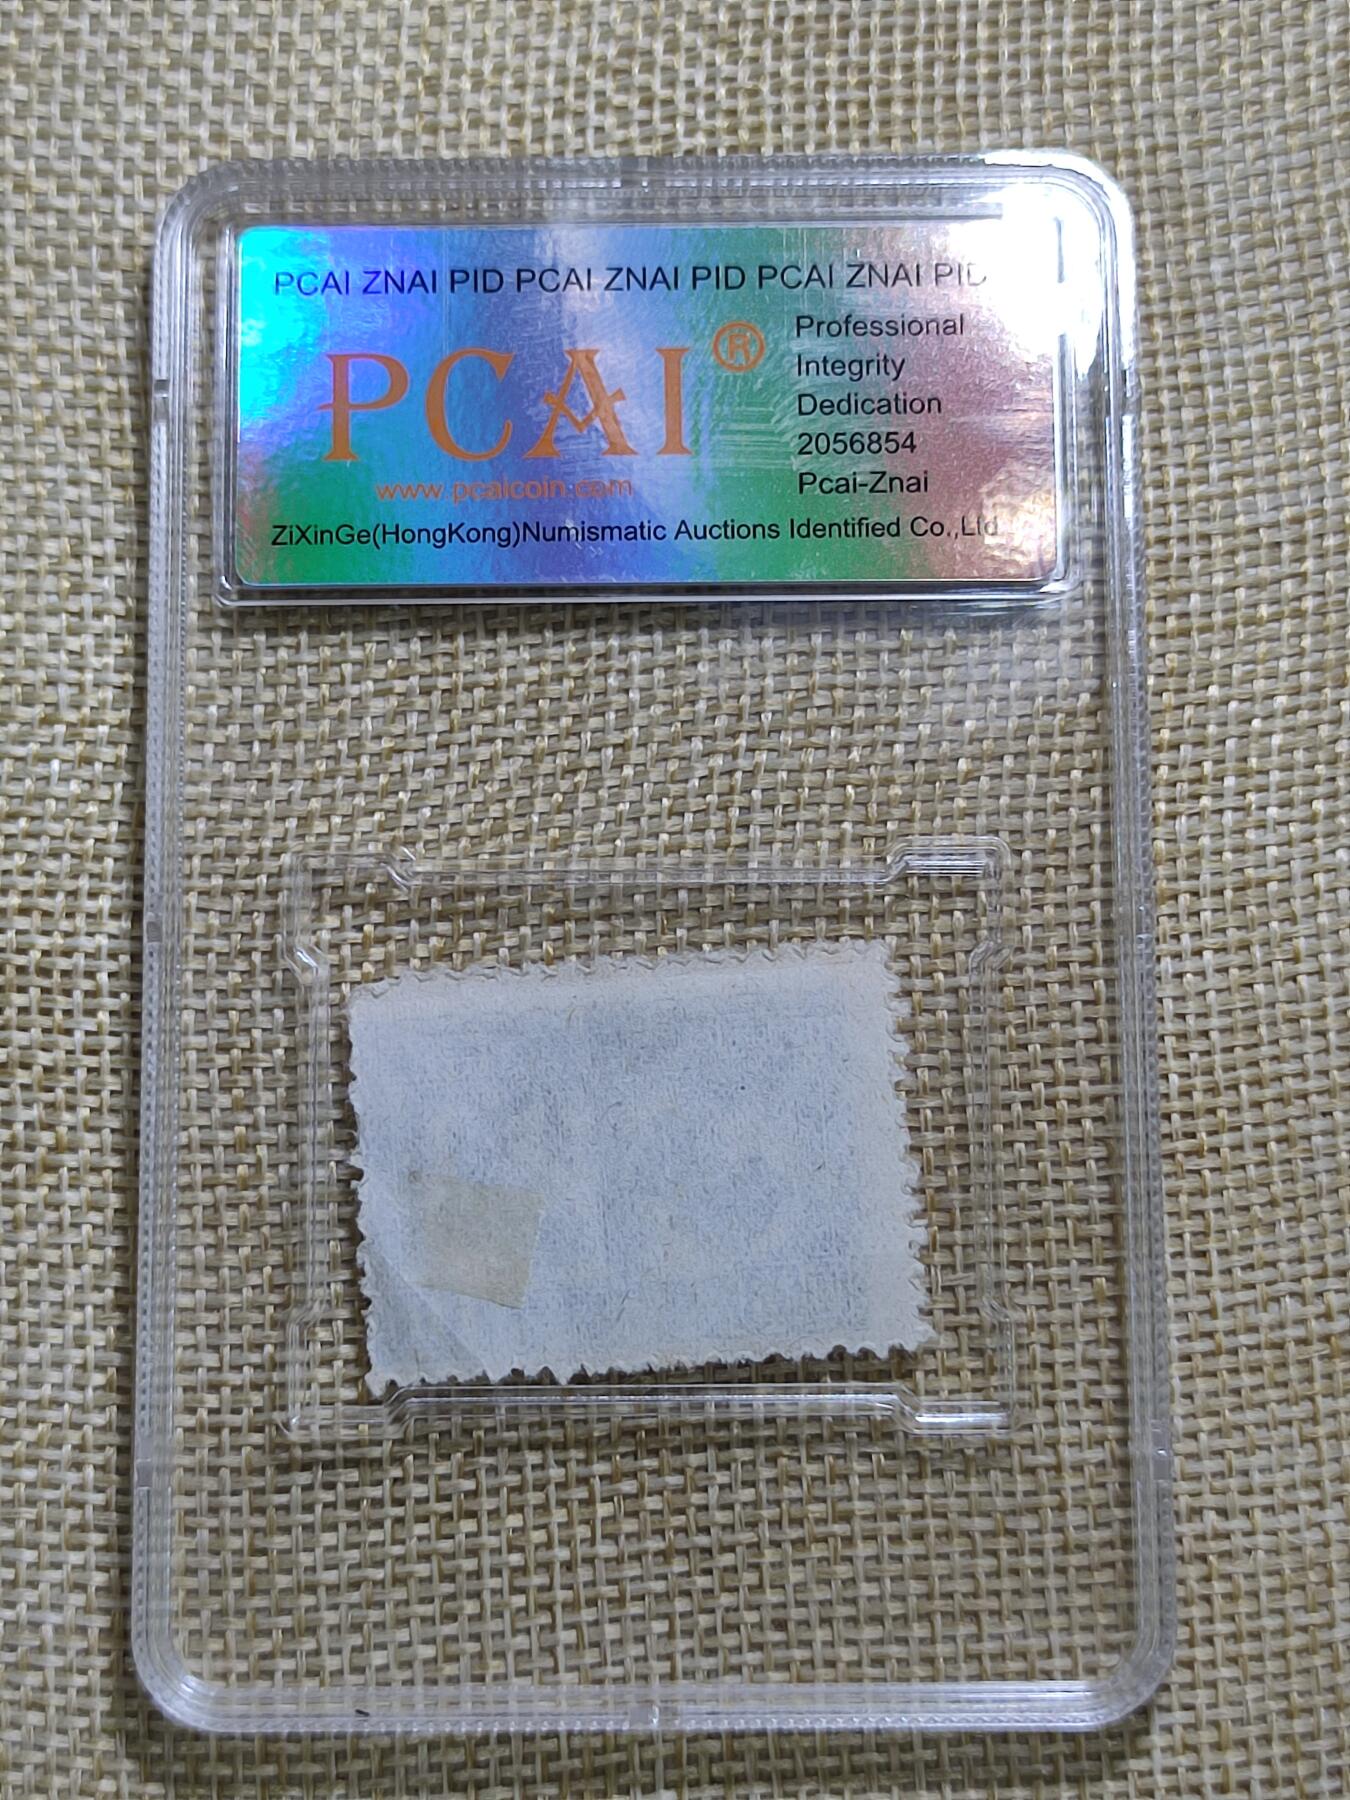 PCAI ZNAI PID PCAI ZNAI PID PCAI ZNAI PID
PCAI®
www.pcaicoin.com
Professional
Integrity
Dedication
2056854
Pcai-Znai
ZiXinGe(HongKong)Numismatic Auctions Identified Co.,Ltd